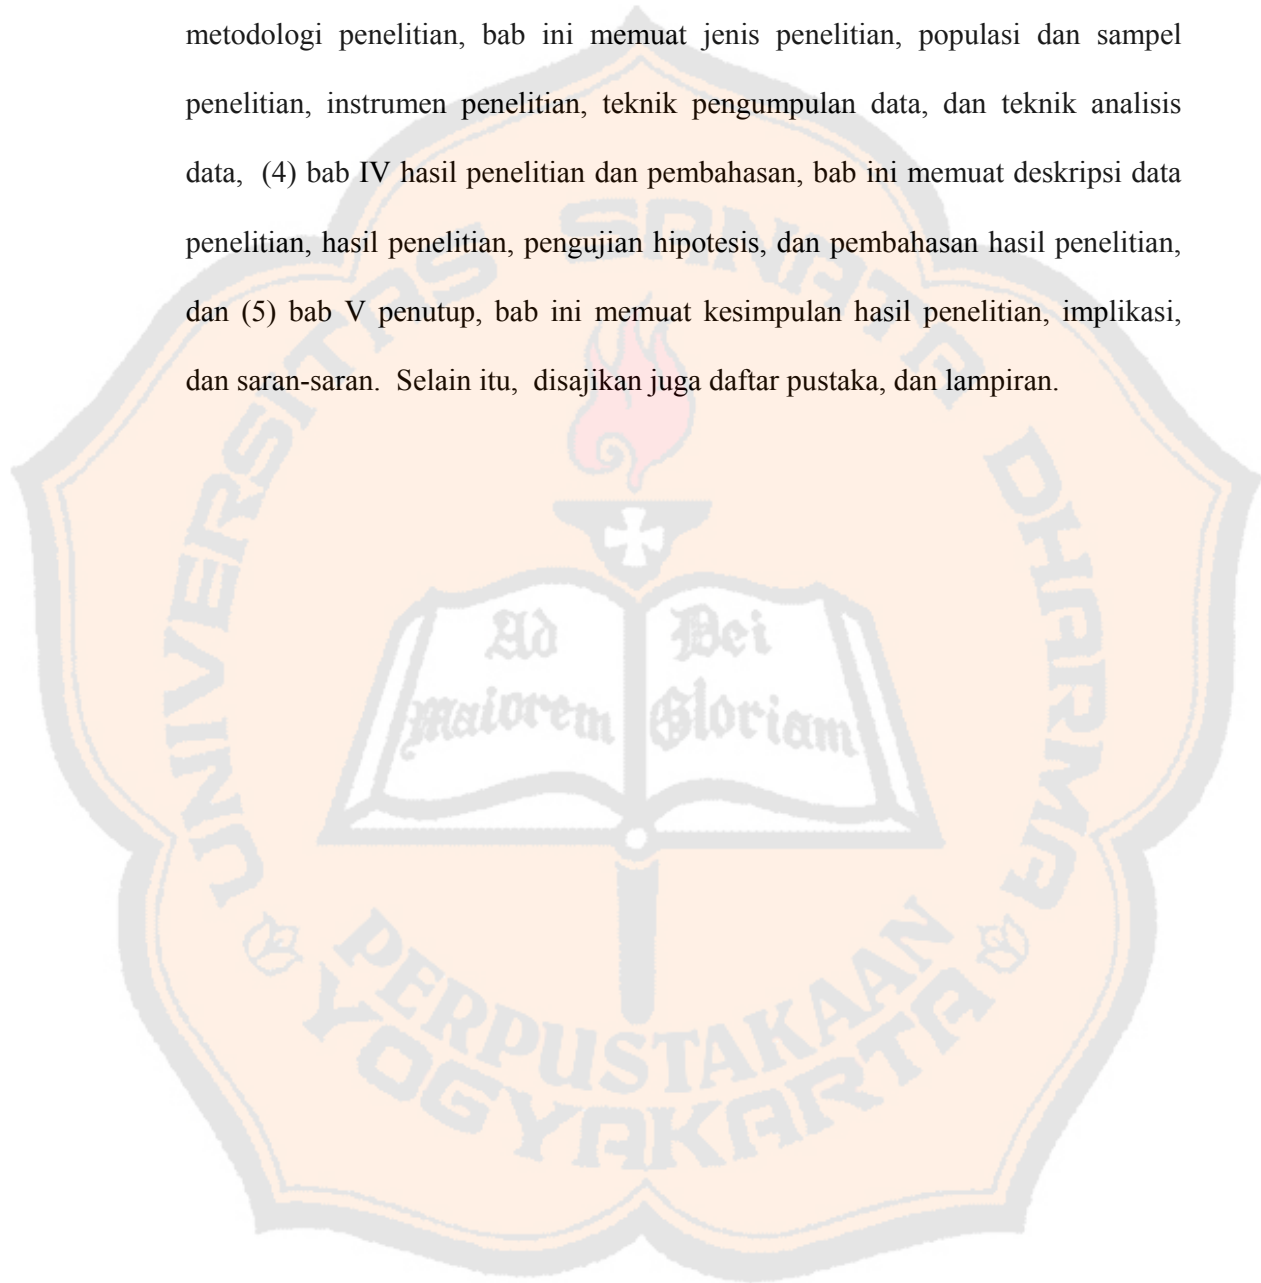 metodologi penelitian, bab ini memuat jenis penelitian, populasi dan sampel
penelitian, instrumen penelitian, teknik pengumpulan data, dan teknik analisis
data, (4) bab IV hasil penelitian dan pembahasan, bab ini memuat deskripsi data
penelitian, hasil penelitian, pengujian hipotesis, dan pembahasan hasil penelitian,
dan (5) bab V penutup, bab ini memuat kesimpulan hasil penelitian, implikasi,
dan saran-saran. Selain itu, disajikan juga daftar pustaka, dan lampiran.
UNIVERSITAS SANATA DHARMA
Ad
Maiorem
Dei
Gloriam
PERPUSTAKAAN
YOGYAKARTA